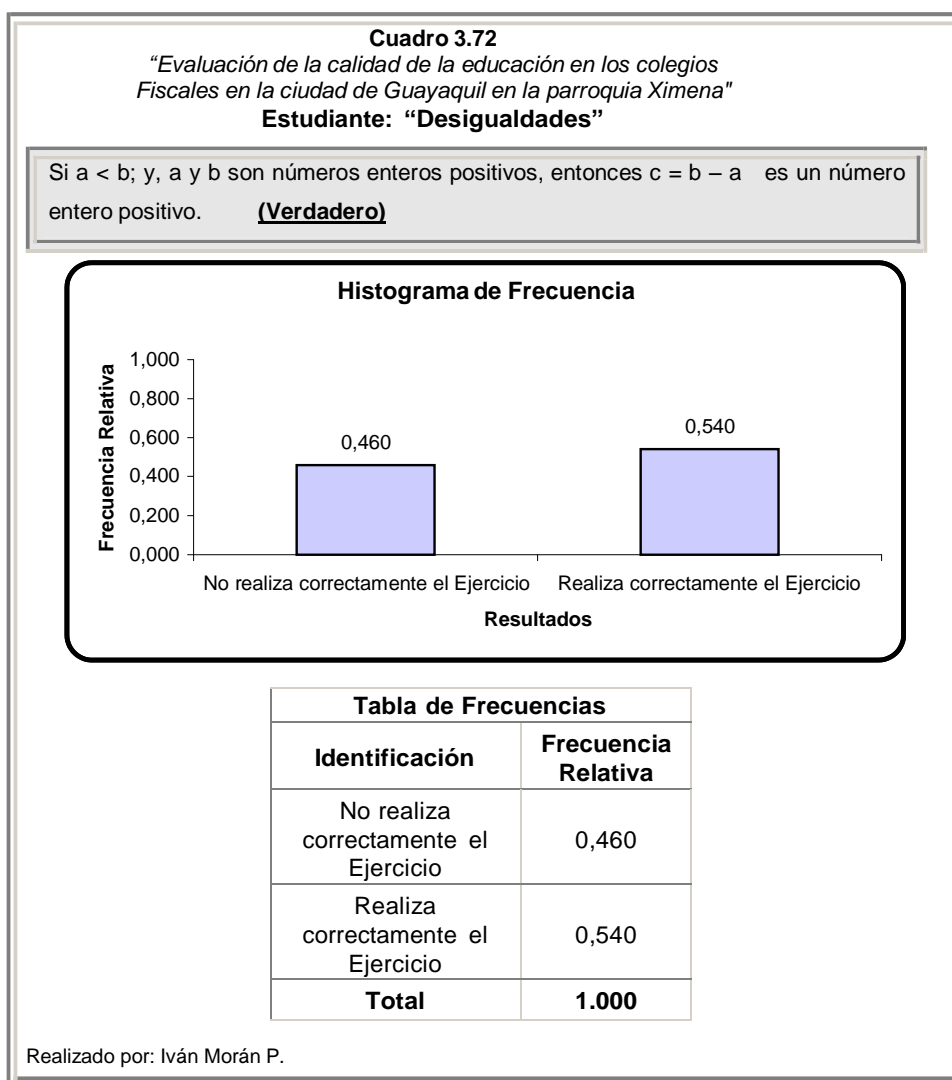 Cuadro 3.72
“Evaluación de la calidad de la educación en los colegios
Fiscales en la ciudad de Guayaquil en la parroquia Ximena"
Estudiante: “Desigualdades”
Si a < b; y, a y b son números enteros positivos, entonces c = b – a es un número
entero positivo. (Verdadero)
Histograma de Frecuencia
Frecuencia Relativa
1,000
0,800
0,600
0,400
0,200
0,000
0,460
0,540
No realiza correctamente el Ejercicio
Realiza correctamente el Ejercicio
Resultados
Tabla de Frecuencias
Identificación
Frecuencia
Relativa
No realiza
correctamente el
Ejercicio
0,460
Realiza
correctamente el
Ejercicio
0,540
Total 1.000
Realizado por: Iván Morán P.